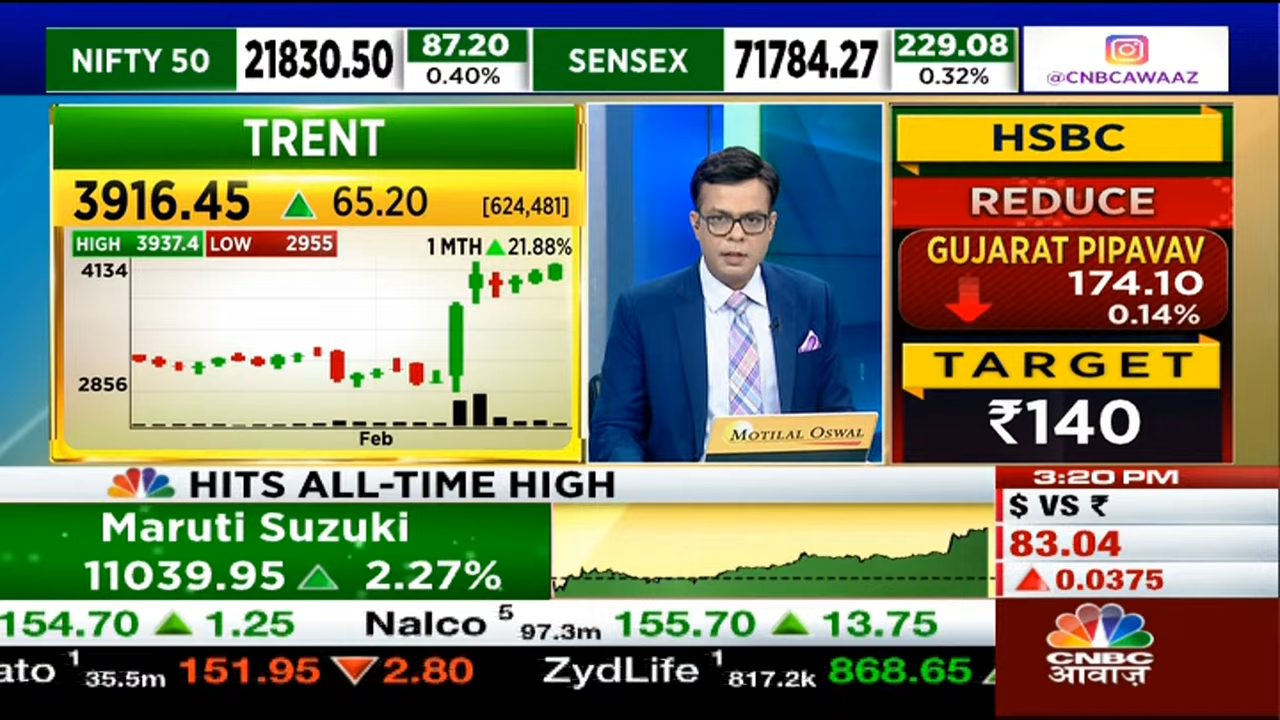 NIFTY 50 21830.50 87.20 0.40% SENSEX 71784.27 229.08 0.32% @CNBCAWAAZ
TRENT
3916.45 65.20 [624,481]
HIGH 3937.4 LOW 2955 1 MTH 21.88%
4134
2856
Feb
MOTILAL OSWAL
HSBC
REDUCE
GUJARAT PIPAVAV
174.10
0.14%
TARGET
₹140
HITS ALL-TIME HIGH
Maruti Suzuki
11039.95 2.27%
3:20 PM
$ VS ₹
83.04
0.0375
154.70 1.25 Nalco 5 97.3m 155.70 13.75
ato 1 35.5m 151.95 2.80 ZydLife 1 817.2k 868.65
CNBC
आवाज़